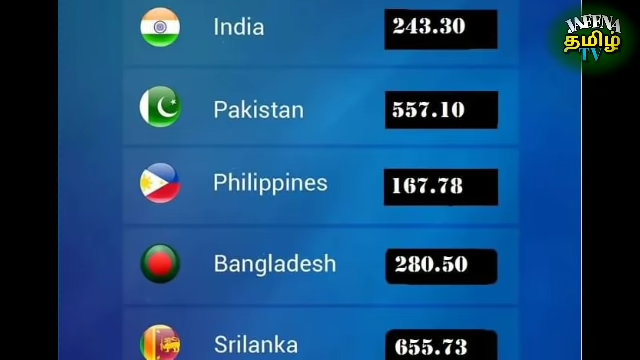 India 243.30
JAFFNA
தமிழ்
TV
Pakistan 557.10
Philippines 167.78
Bangladesh 280.50
Srilanka 655.73